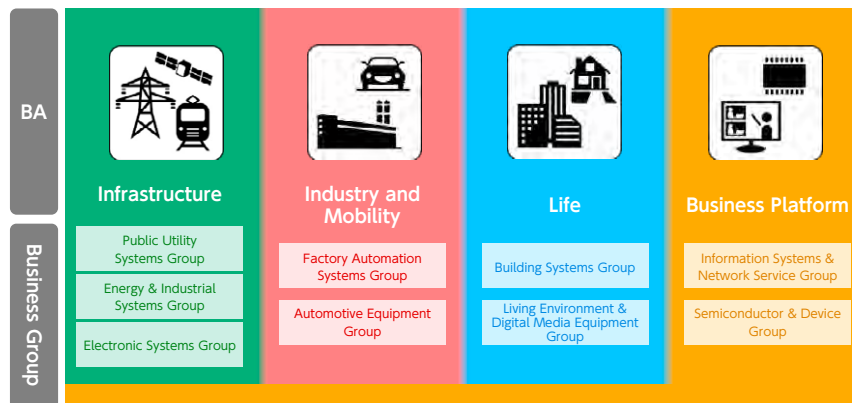 BA
Infrastructure
Industry and
Mobility
Life
Business Platform
Business Group
Public Utility
Systems Group
Energy & Industrial
Systems Group
Electronic Systems Group
Factory Automation
Systems Group
Automotive Equipment
Group
Building Systems Group
Living Environment &
Digital Media Equipment
Group
Information Systems &
Network Service Group
Semiconductor & Device
Group